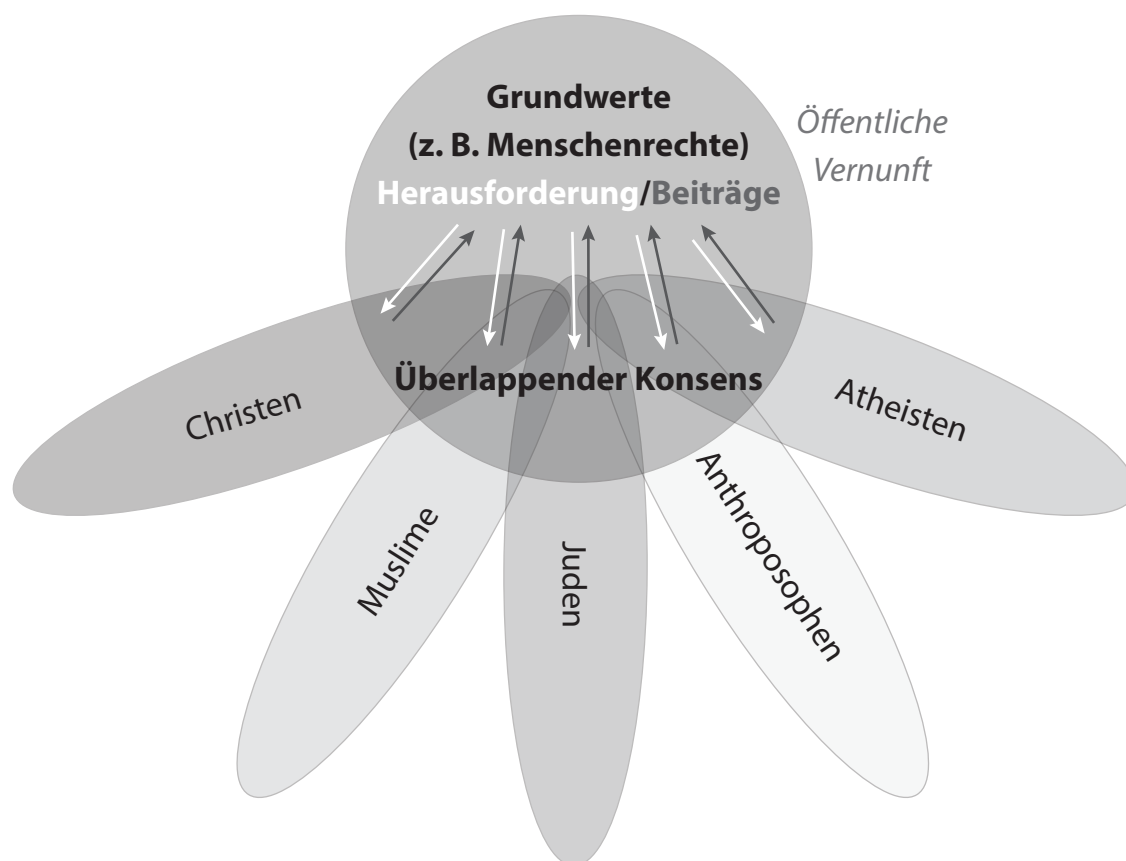 Grundwerte
(z. B. Menschenrechte)
Herausforderung/Beiträge
Öffentliche
Vernunft
Überlappender Konsens
Christen
Muslime
Juden
Anthroposophen
Atheisten